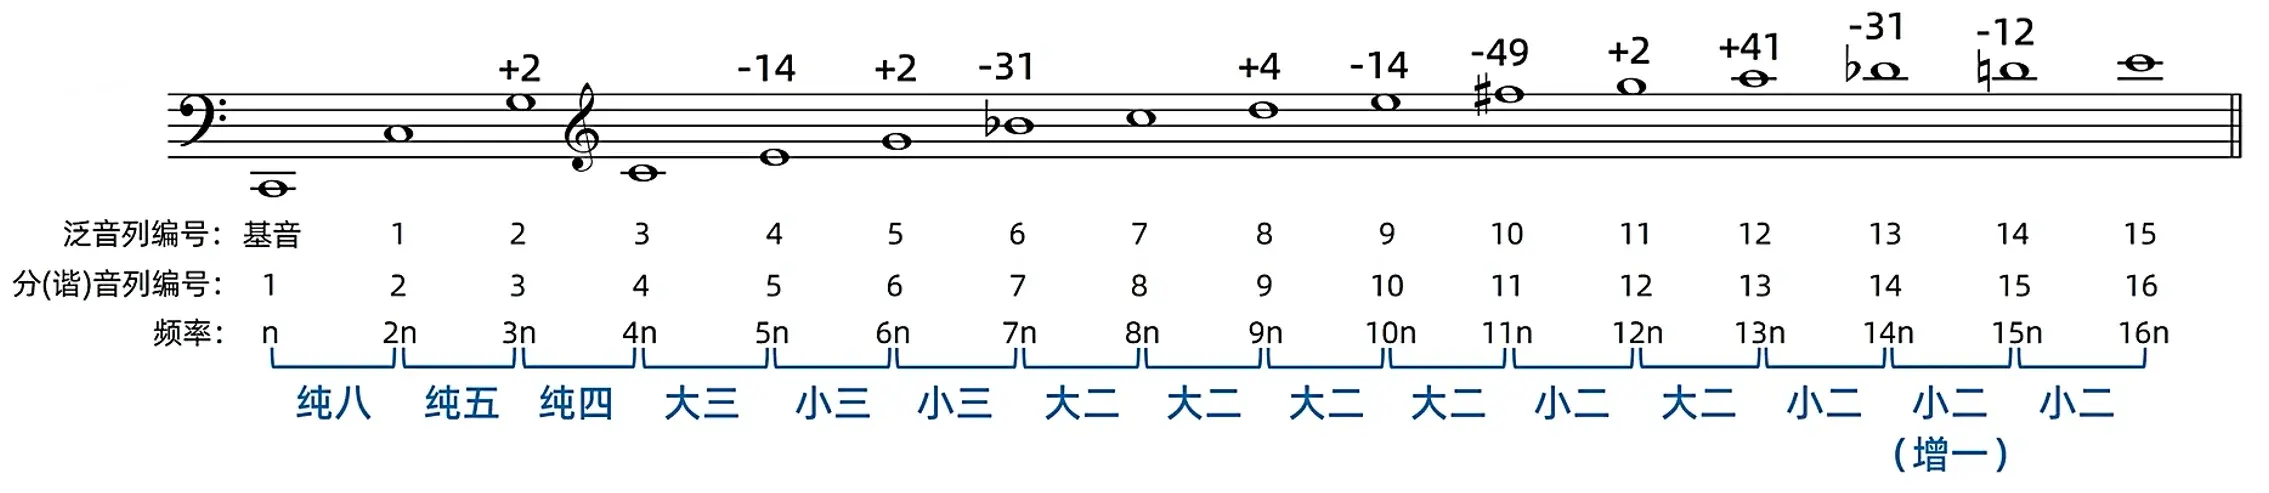 +2 -14 +2 -31 +4 -14 -49 +2 +41 -31 -12
泛音列编号：基音 1 2 3 4 5 6 7 8 9 10 11 12 13 14 15
分(谐)音列编号：1 2 3 4 5 6 7 8 9 10 11 12 13 14 15 16
频率：n 2n 3n 4n 5n 6n 7n 8n 9n 10n 11n 12n 13n 14n 15n 16n
纯八 纯五 纯四 大三 小三 小三 大二 大二 大二 大二 小二 大二 小二 小二 小二
(增一)